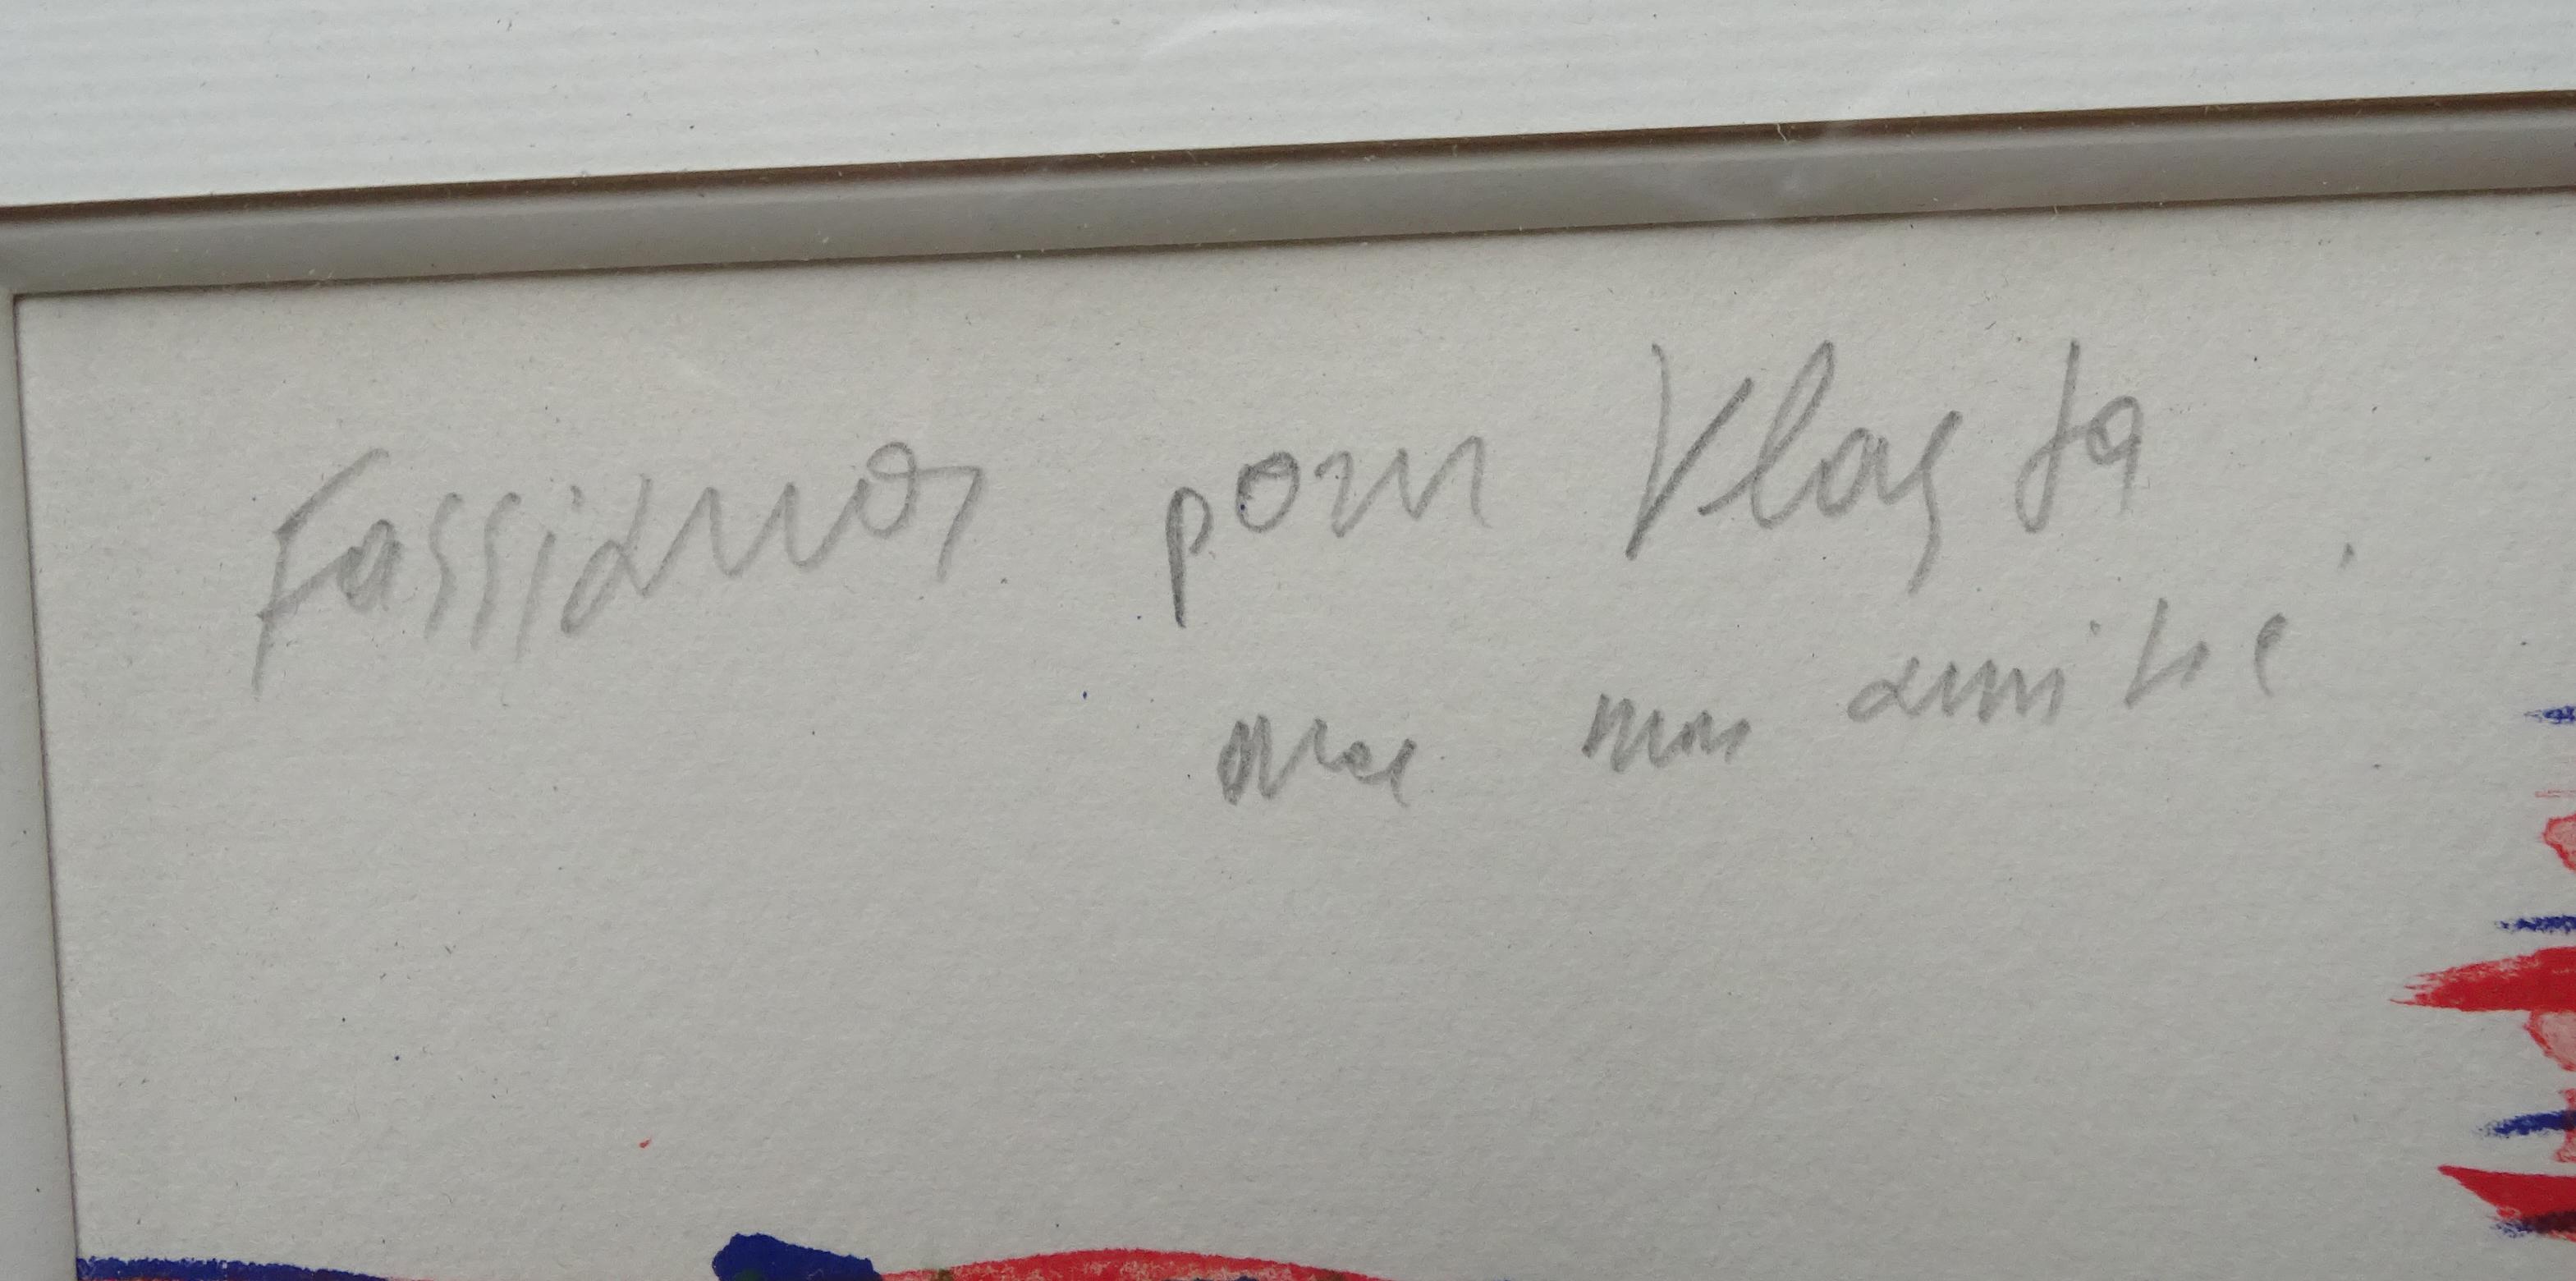 Fassianos pour Vlasta
avec mon amitié